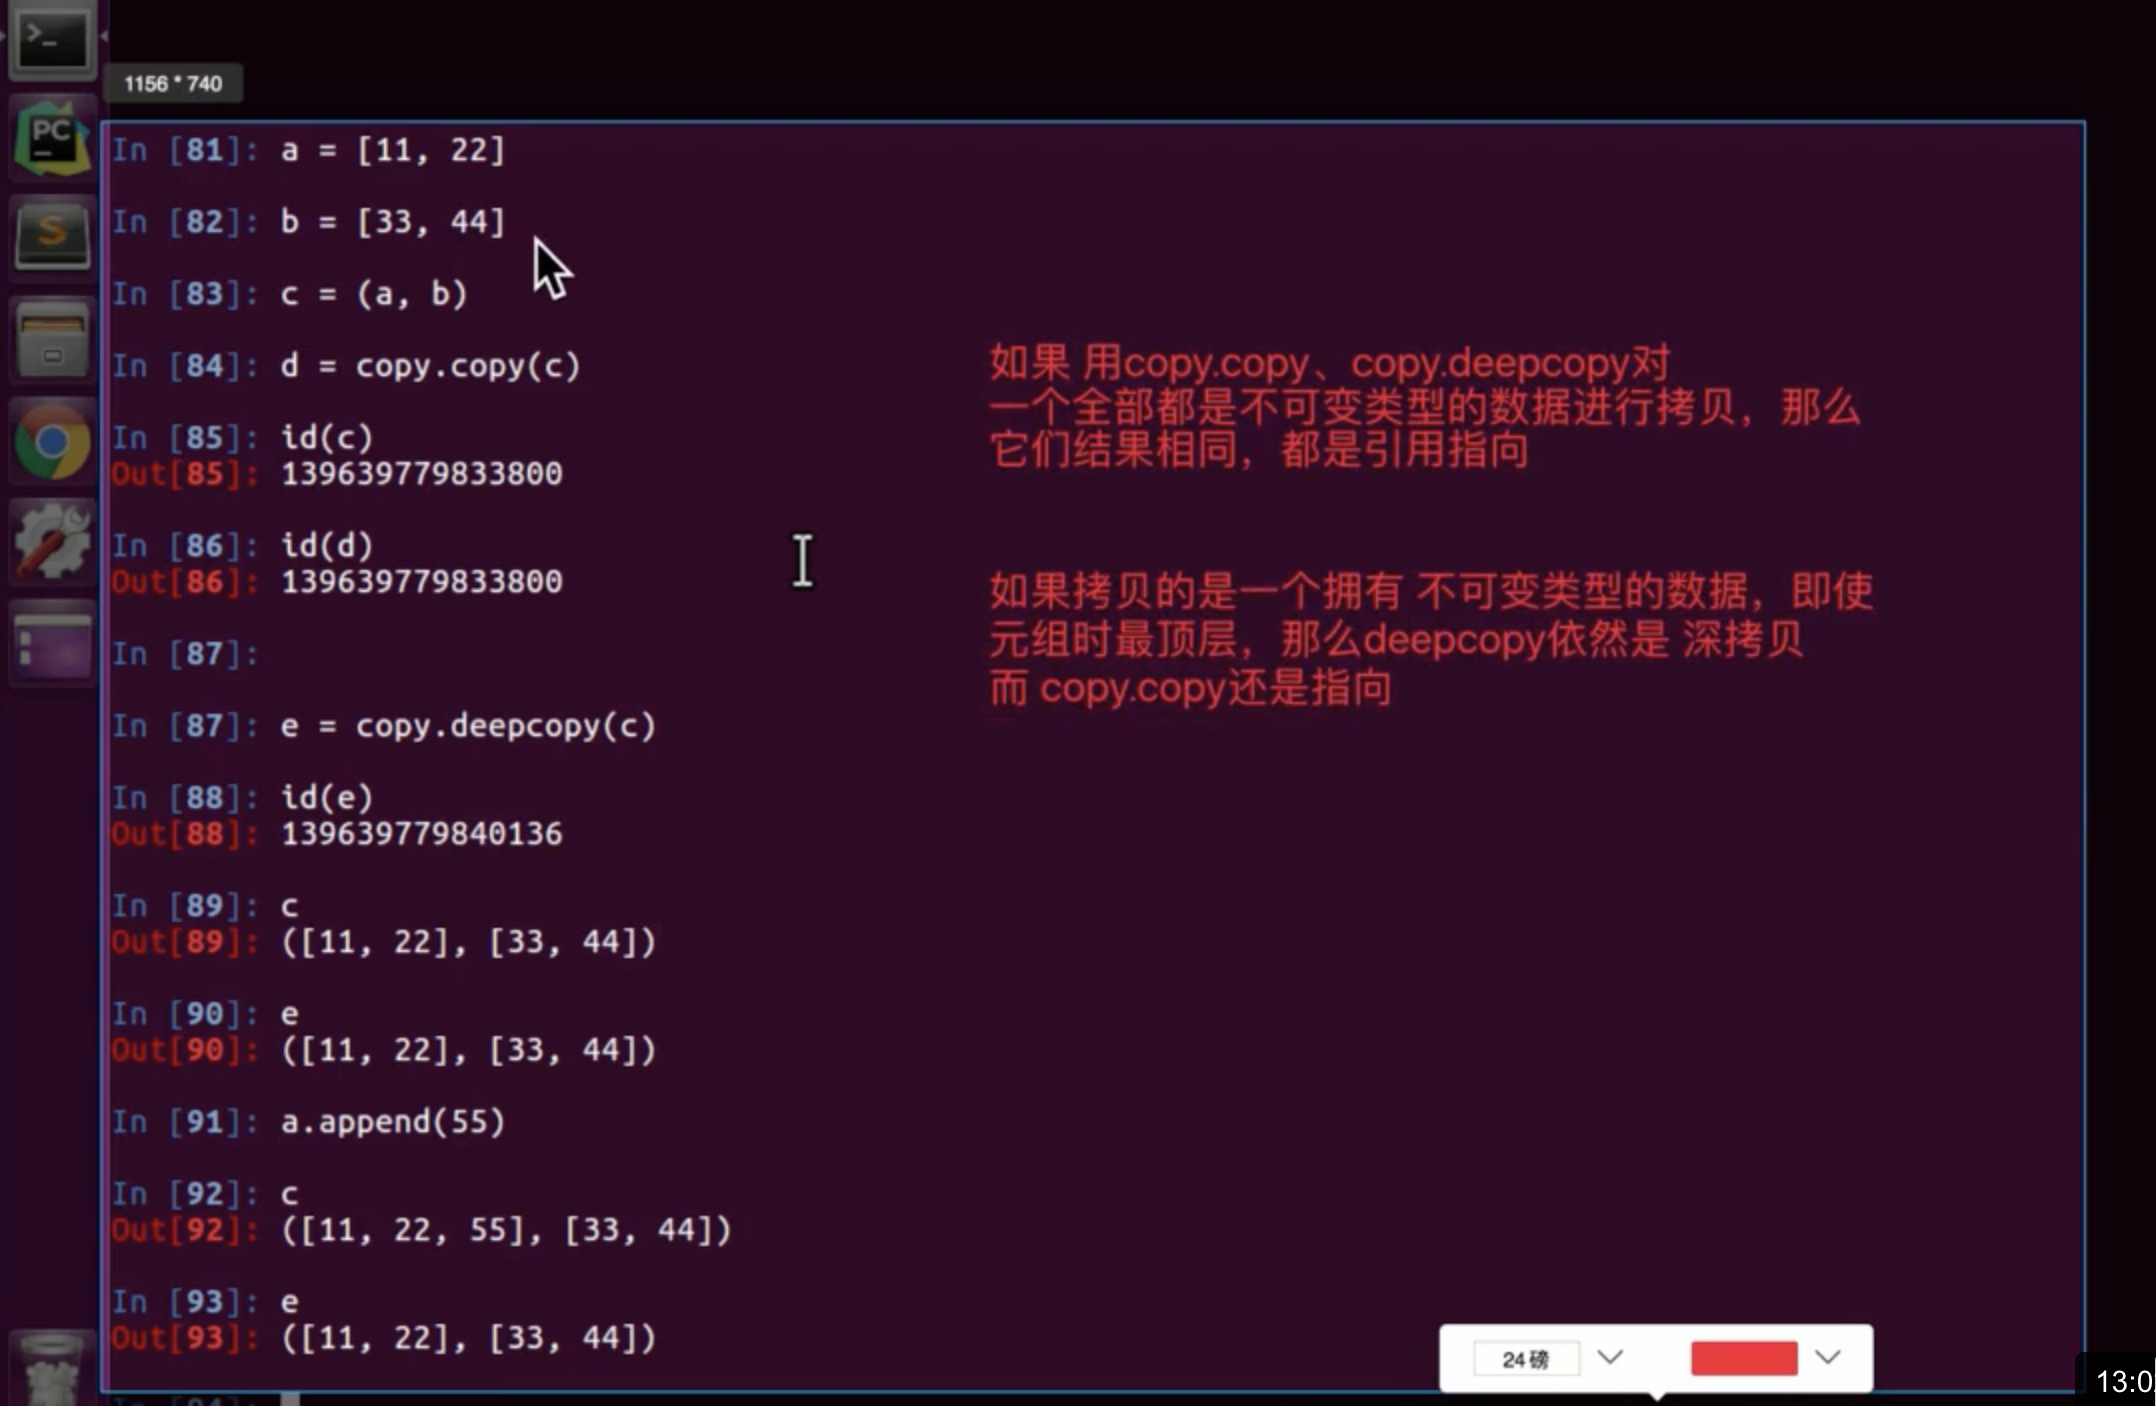 1156 * 740
In [81]: a = [11, 22]
In [82]: b = [33, 44]
In [83]: c = (a, b)
In [84]: d = copy.copy(c)
In [85]: id(c)
Out[85]: 139639779833800
In [86]: id(d)
Out[86]: 139639779833800
In [87]:
In [87]: e = copy.deepcopy(c)
In [88]: id(e)
Out[88]: 139639779840136
In [89]: c
Out[89]: ([11, 22], [33, 44])
In [90]: e
Out[90]: ([11, 22], [33, 44])
In [91]: a.append(55)
In [92]: c
Out[92]: ([11, 22, 55], [33, 44])
In [93]: e
Out[93]: ([11, 22], [33, 44])
如果 用copy.copy、copy.deepcopy对
一个全部都是不可变类型的数据进行拷贝，那么
它们结果相同，都是引用指向
如果拷贝的是一个拥有 不可变类型的数据，即使
元组时最顶层，那么deepcopy依然是 深拷贝
而 copy.copy还是指向
24磅
PC
S